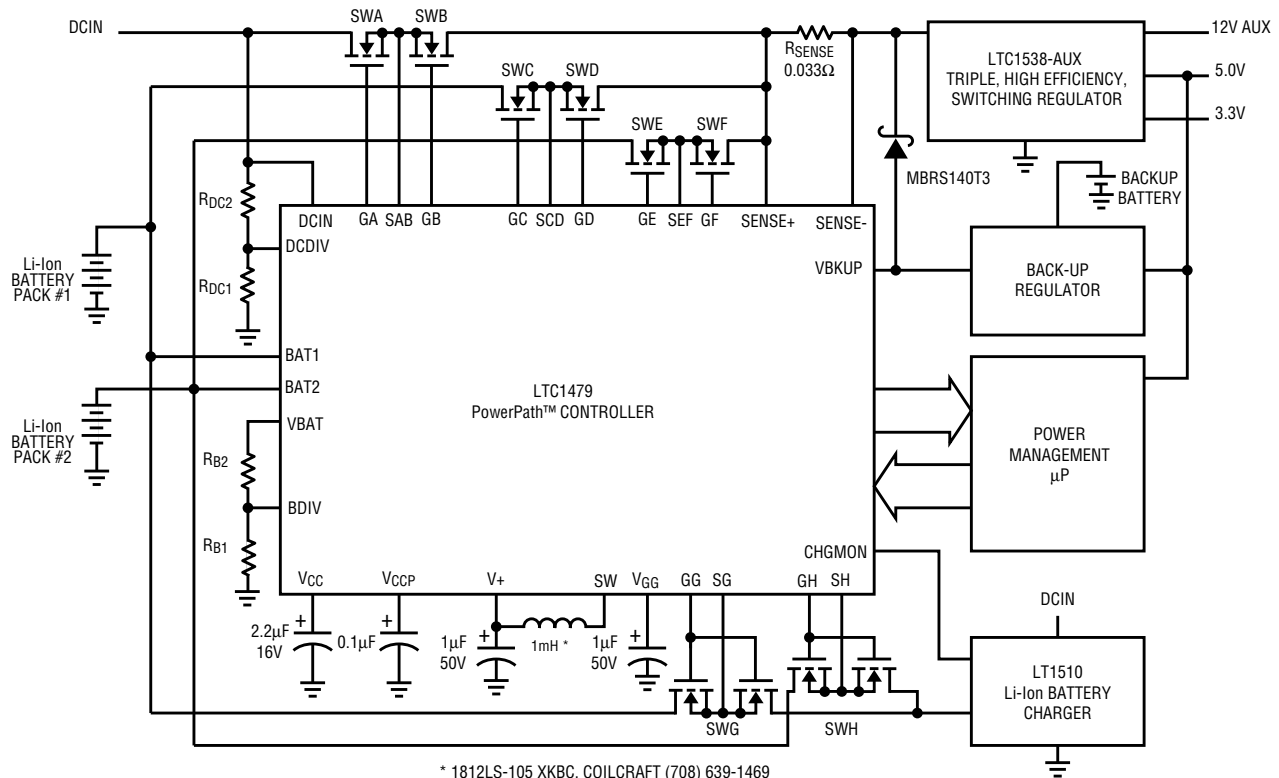 DCIN
SWA
SWB
RSENSE
0.033Ω
12V AUX
LTC1538-AUX
TRIPLE, HIGH EFFICIENCY,
SWITCHING REGULATOR
5.0V
3.3V
SWC
SWD
SWE
SWF
MBRS140T3
BACKUP
BATTERY
RDC2
DCIN
GA
SAB
GB
GC
SCD
GD
GE
SEF
GF
SENSE+
SENSE-
DCDIV
Li-Ion
BATTERY
PACK #1
RDC1
VBKUP
BACK-UP
REGULATOR
BAT1
BAT2
LTC1479
PowerPath™ CONTROLLER
Li-Ion
BATTERY
PACK #2
VBAT
RB2
BDIV
RB1
POWER
MANAGEMENT
µP
CHGMON
VCC
VCCP
V+
SW
VGG
GG
SG
GH
SH
DCIN
2.2µF
16V
+
0.1µF
+
1µF
50V
+
1mH *
1µF
50V
+
LT1510
Li-Ion BATTERY
CHARGER
SWG
SWH
* 1812LS-105 XKBC, COILCRAFT (708) 639-1469